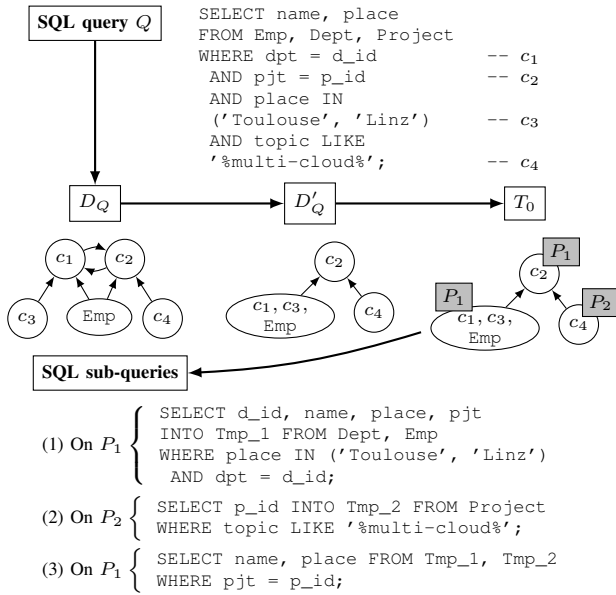 SQL query Q
SELECT name, place
FROM Emp, Dept, Project
WHERE dpt = d_id -- c₁
AND pjt = p_id -- c₂
AND place IN
('Toulouse', 'Linz') -- c₃
AND topic LIKE
'%multi-cloud%'; -- c₄
D_Q D'_Q T₀
c₁ c₂
c₃ Emp c₄
c₂
c₁, c₃,
Emp
c₄
P₁
c₂
P₁
c₁, c₃,
Emp
P₂
c₄
SQL sub-queries
(1) On P₁
SELECT d_id, name, place, pjt
INTO Tmp_1 FROM Dept, Emp
WHERE place IN ('Toulouse', 'Linz')
AND dpt = d_id;
(2) On P₂
SELECT p_id INTO Tmp_2 FROM Project
WHERE topic LIKE '%multi-cloud%';
(3) On P₁
SELECT name, place FROM Tmp_1, Tmp_2
WHERE pjt = p_id;